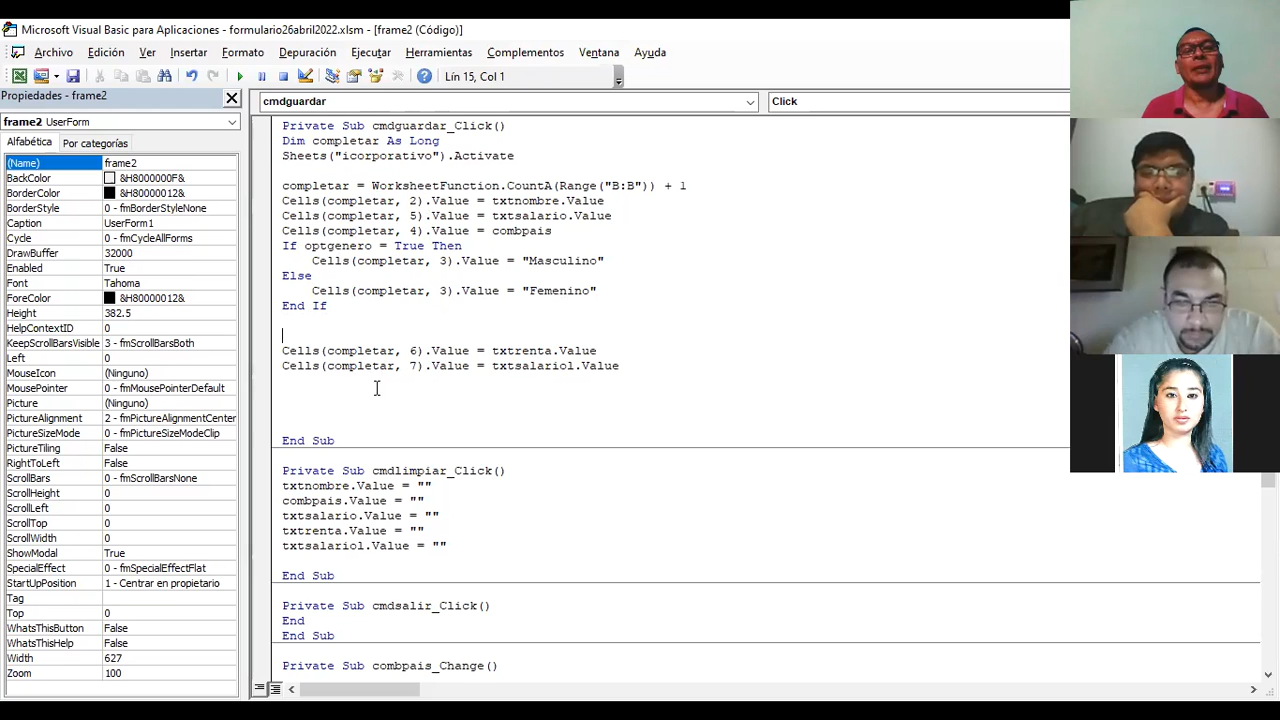 Microsoft Visual Basic para Aplicaciones - formulario26abril2022.xlsm - [frame2 (Código)]
Archivo Edición Ver Insertar Formato Depuración Ejecutar Herramientas Complementos Ventana Ayuda
Lín 15, Col 1
Propiedades - frame2
frame2 UserForm
Alfabética Por categorías
(Name) frame2
BackColor &H8000000F&
BorderColor &H80000012&
BorderStyle 0 - fmBorderStyleNone
Caption UserForm1
Cycle 0 - fmCycleAllForms
DrawBuffer 32000
Enabled True
Font Tahoma
ForeColor &H80000012&
Height 382.5
HelpContextID 0
KeepScrollBarsVisible 3 - fmScrollBarsBoth
Left 0
MouseIcon (Ninguno)
MousePointer 0 - fmMousePointerDefault
Picture (Ninguno)
PictureAlignment 2 - fmPictureAlignmentCenter
PictureSizeMode 0 - fmPictureSizeModeClip
PictureTiling False
RightToLeft False
ScrollBars 0 - fmScrollBarsNone
ScrollHeight 0
ScrollLeft 0
ScrollTop 0
ScrollWidth 0
ShowModal True
SpecialEffect 0 - fmSpecialEffectFlat
StartUpPosition 1 - Centrar en propietario
Tag
Top 0
WhatsThisButton False
WhatsThisHelp False
Width 627
Zoom 100
cmdguardar Click
Private Sub cmdguardar_Click()
Dim completar As Long
Sheets("icorporativo").Activate
completar = WorksheetFunction.CountA(Range("B:B")) + 1
Cells(completar, 2).Value = txtnombre.Value
Cells(completar, 5).Value = txtsalario.Value
Cells(completar, 4).Value = combpais
If optgenero = True Then
Cells(completar, 3).Value = "Masculino"
Else
Cells(completar, 3).Value = "Femenino"
End If
Cells(completar, 6).Value = txtrenta.Value
Cells(completar, 7).Value = txtsalariol.Value
End Sub
Private Sub cmdlimpiar_Click()
txtnombre.Value = ""
combpais.Value = ""
txtsalario.Value = ""
txtrenta.Value = ""
txtsalariol.Value = ""
End Sub
Private Sub cmdsalir_Click()
End
End Sub
Private Sub combpais_Change()